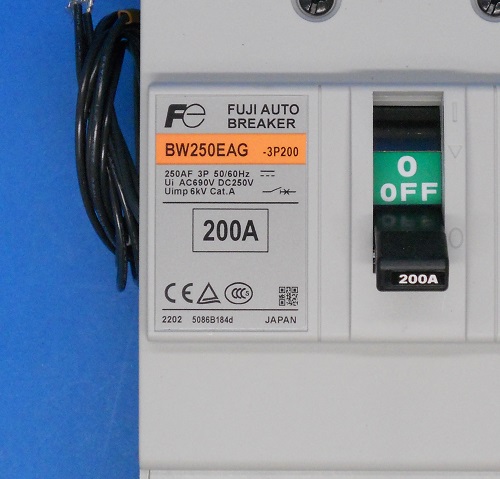 Fe FUJI AUTO
BREAKER
BW250EAG -3P200
250AF 3P 50/60Hz
Ui AC690V DC250V
Uimp 6kV Cat.A
200A
CE CCC S
2202 5086B184d JAPAN
I
O
OFF
O
200A